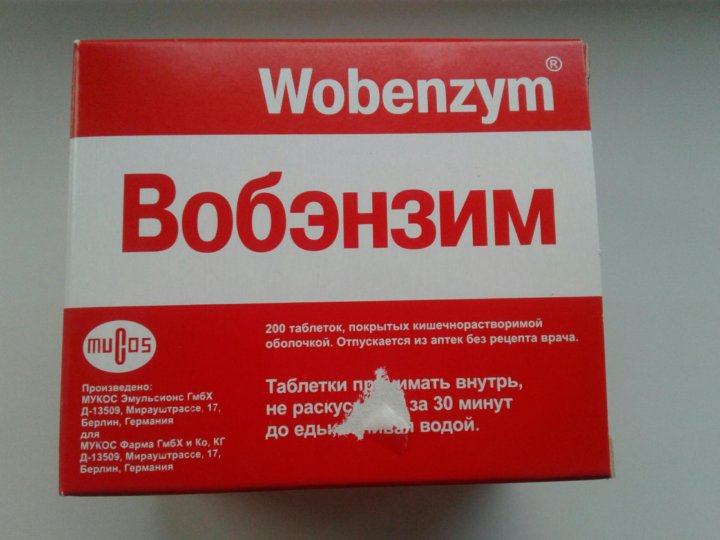 Wobenzym®
Вобэнзим
mucos
200 таблеток, покрытых кишечнорастворимой
оболочкой. Отпускается из аптек без рецепта врача.
Произведено:
МУКОС Эмульсионс ГмбХ
Д-13509, Мирауштрассе, 17,
Берлин, Германия
для
МУКОС Фарма ГмбХ и Ко, КГ
Д-13509, Мирауштрассе, 17,
Берлин, Германия
Таблетки внутрь,
не за 30 минут
до водой.